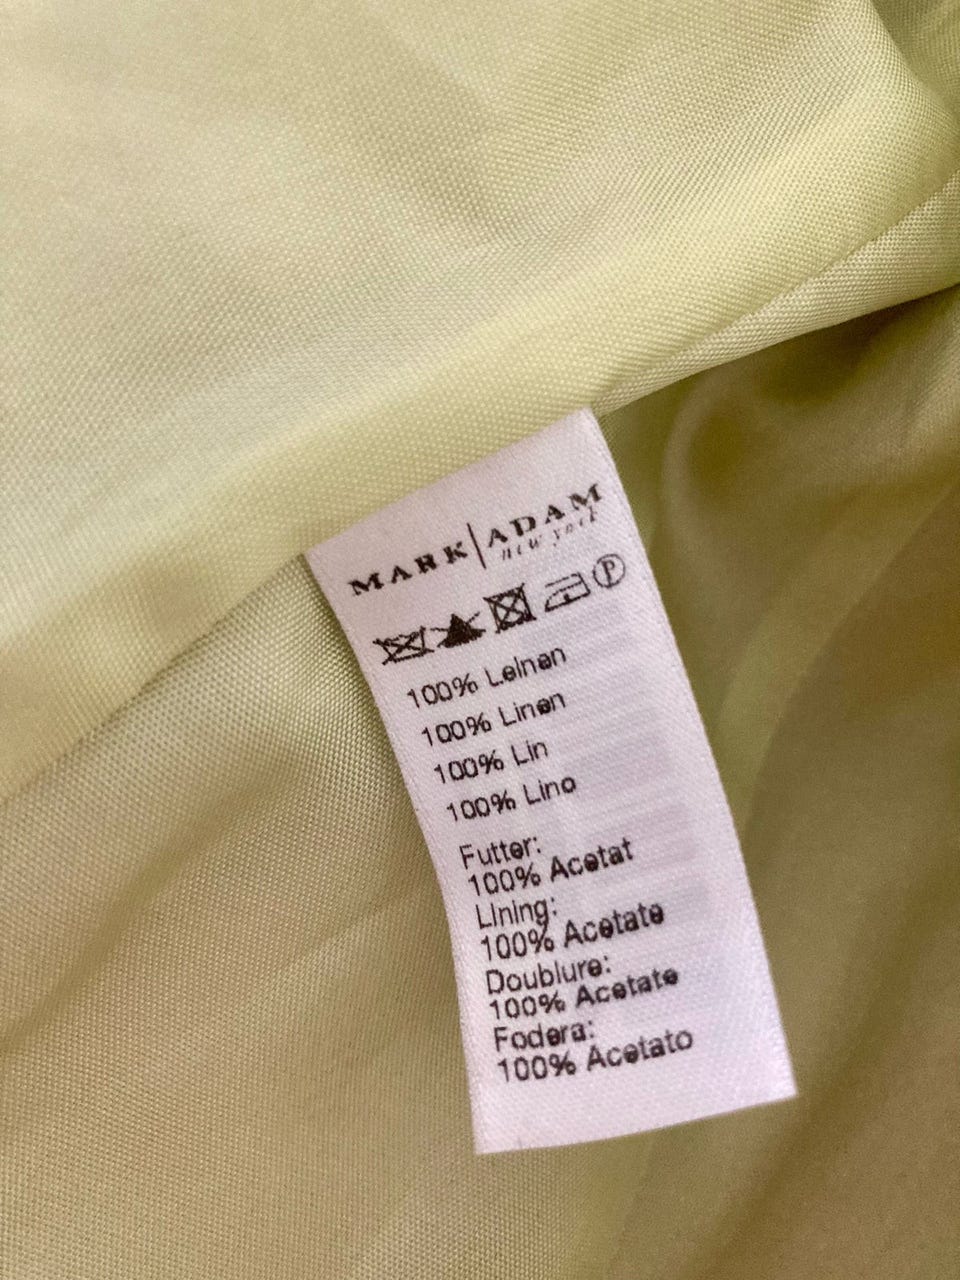 MARK|ADAM
new york
P
100% Leinen
100% Linen
100% Lin
100% Lino
Futter:
100% Acetat
Lining:
100% Acetate
Doublure:
100% Acetate
Fodera:
100% Acetato